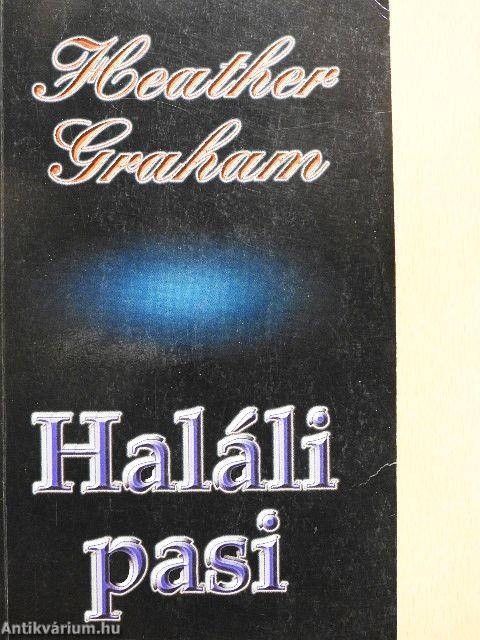 Heather
Graham
Haláli
pasi
Antikvárium.hu